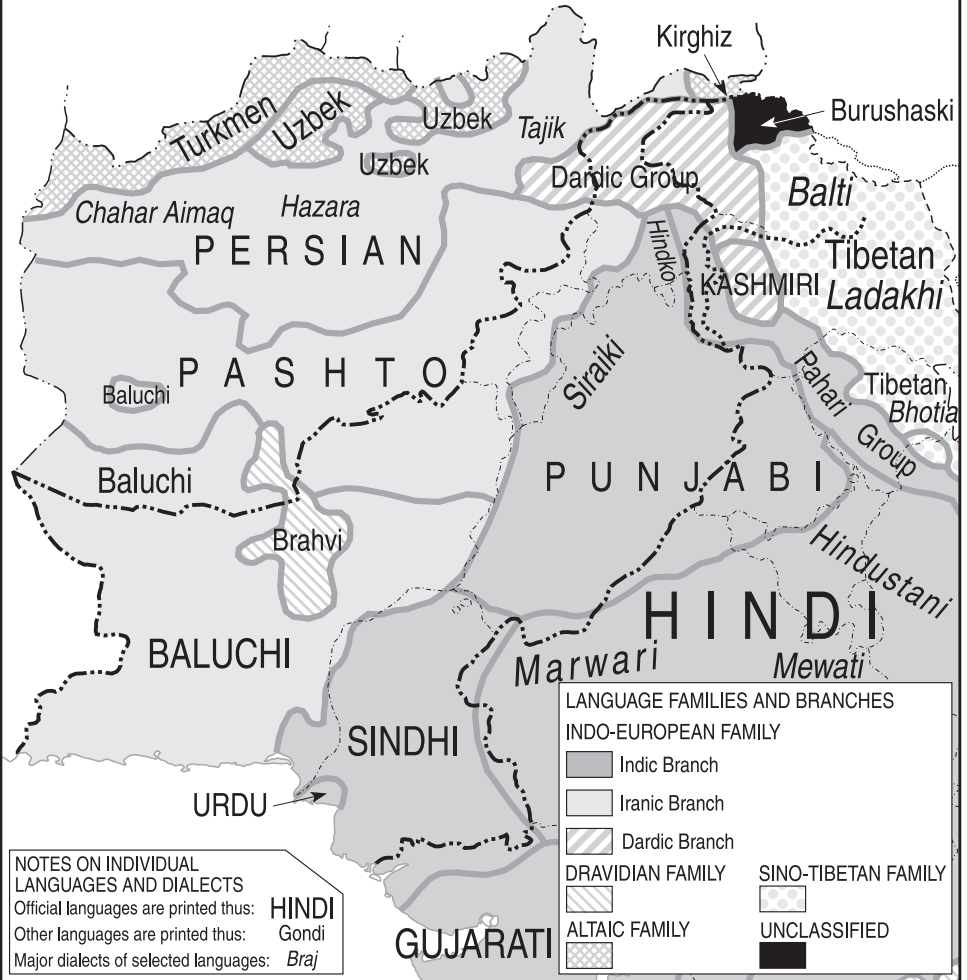 Kirghiz
Burushaski
Turkmen
Uzbek
Uzbek
Tajik
Uzbek
Dardic Group
Balti
Chahar Aimaq
Hazara
PERSIAN
Hindko
KASHMIRI
Tibetan
Ladakhi
PASHTO
Baluchi
Siraiki
Pahari
Group
Tibetan
Bhotia
Baluchi
PUNJABI
Brahvi
Hindustani
HINDI
BALUCHI
Marwari
Mewati
SINDHI
URDU
GUJARATI
LANGUAGE FAMILIES AND BRANCHES
INDO-EUROPEAN FAMILY
Indic Branch
Iranic Branch
Dardic Branch
DRAVIDIAN FAMILY
SINO-TIBETAN FAMILY
ALTAIC FAMILY
UNCLASSIFIED
NOTES ON INDIVIDUAL
LANGUAGES AND DIALECTS
Official languages are printed thus: HINDI
Other languages are printed thus: Gondi
Major dialects of selected languages: Braj